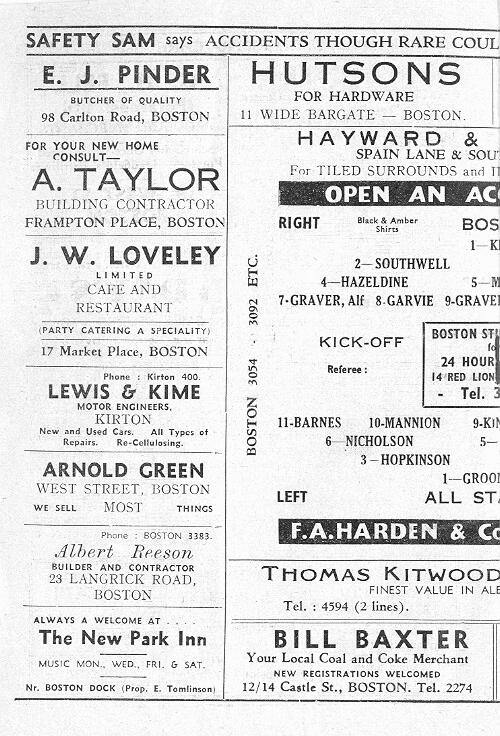 SAFETY SAM says ACCIDENTS THOUGH RARE COUL
E. J. PINDER
BUTCHER OF QUALITY
98 Carlton Road, BOSTON
FOR YOUR NEW HOME
CONSULT—
A. TAYLOR
BUILDING CONTRACTOR
FRAMPTON PLACE, BOSTON
J. W. LOVELEY
LIMITED
CAFE AND
RESTAURANT
(PARTY CATERING A SPECIALITY)
17 Market Place, BOSTON
Phone : Kirton 400.
LEWIS & KIME
MOTOR ENGINEERS,
KIRTON
New and Used Cars. All Types of
Repairs. Re-Cellulosing.
ARNOLD GREEN
WEST STREET, BOSTON
WE SELL MOST THINGS
Phone : BOSTON 3383.
Albert Reeson
BUILDER AND CONTRACTOR
23 LANGRICK ROAD,
BOSTON
ALWAYS A WELCOME AT . . . .
The New Park Inn
MUSIC MON., WED., FRI. & SAT.
Nr. BOSTON DOCK (Prop. E. Tomlinson)
HUTSONS
FOR HARDWARE
11 WIDE BARGATE — BOSTON.
HAYWARD &
SPAIN LANE & SOU
For TILED SURROUNDS and
OPEN AN AC
RIGHT Black & Amber BOS
Shirts
1—K
2—SOUTHWELL
4—HAZELDINE 5—M
7-GRAVER, Alf 8-GARVIE 9-GRAVE
BOSTON 3054 - 3092 ETC.
KICK-OFF
Referee :
BOSTON ST
fo
24 HOUR
14 RED LION
- Tel. 3
11-BARNES 10-MANNION 9-KI
6—NICHOLSON 5—
3—HOPKINSON
1—GROO
LEFT ALL STA
F.A.HARDEN & Co
THOMAS KITWOOD
FINEST VALUE IN ALE
Tel. : 4594 (2 lines).
BILL BAXTER
Your Local Coal and Coke Merchant
NEW REGISTRATIONS WELCOMED
12/14 Castle St., BOSTON. Tel. 2274